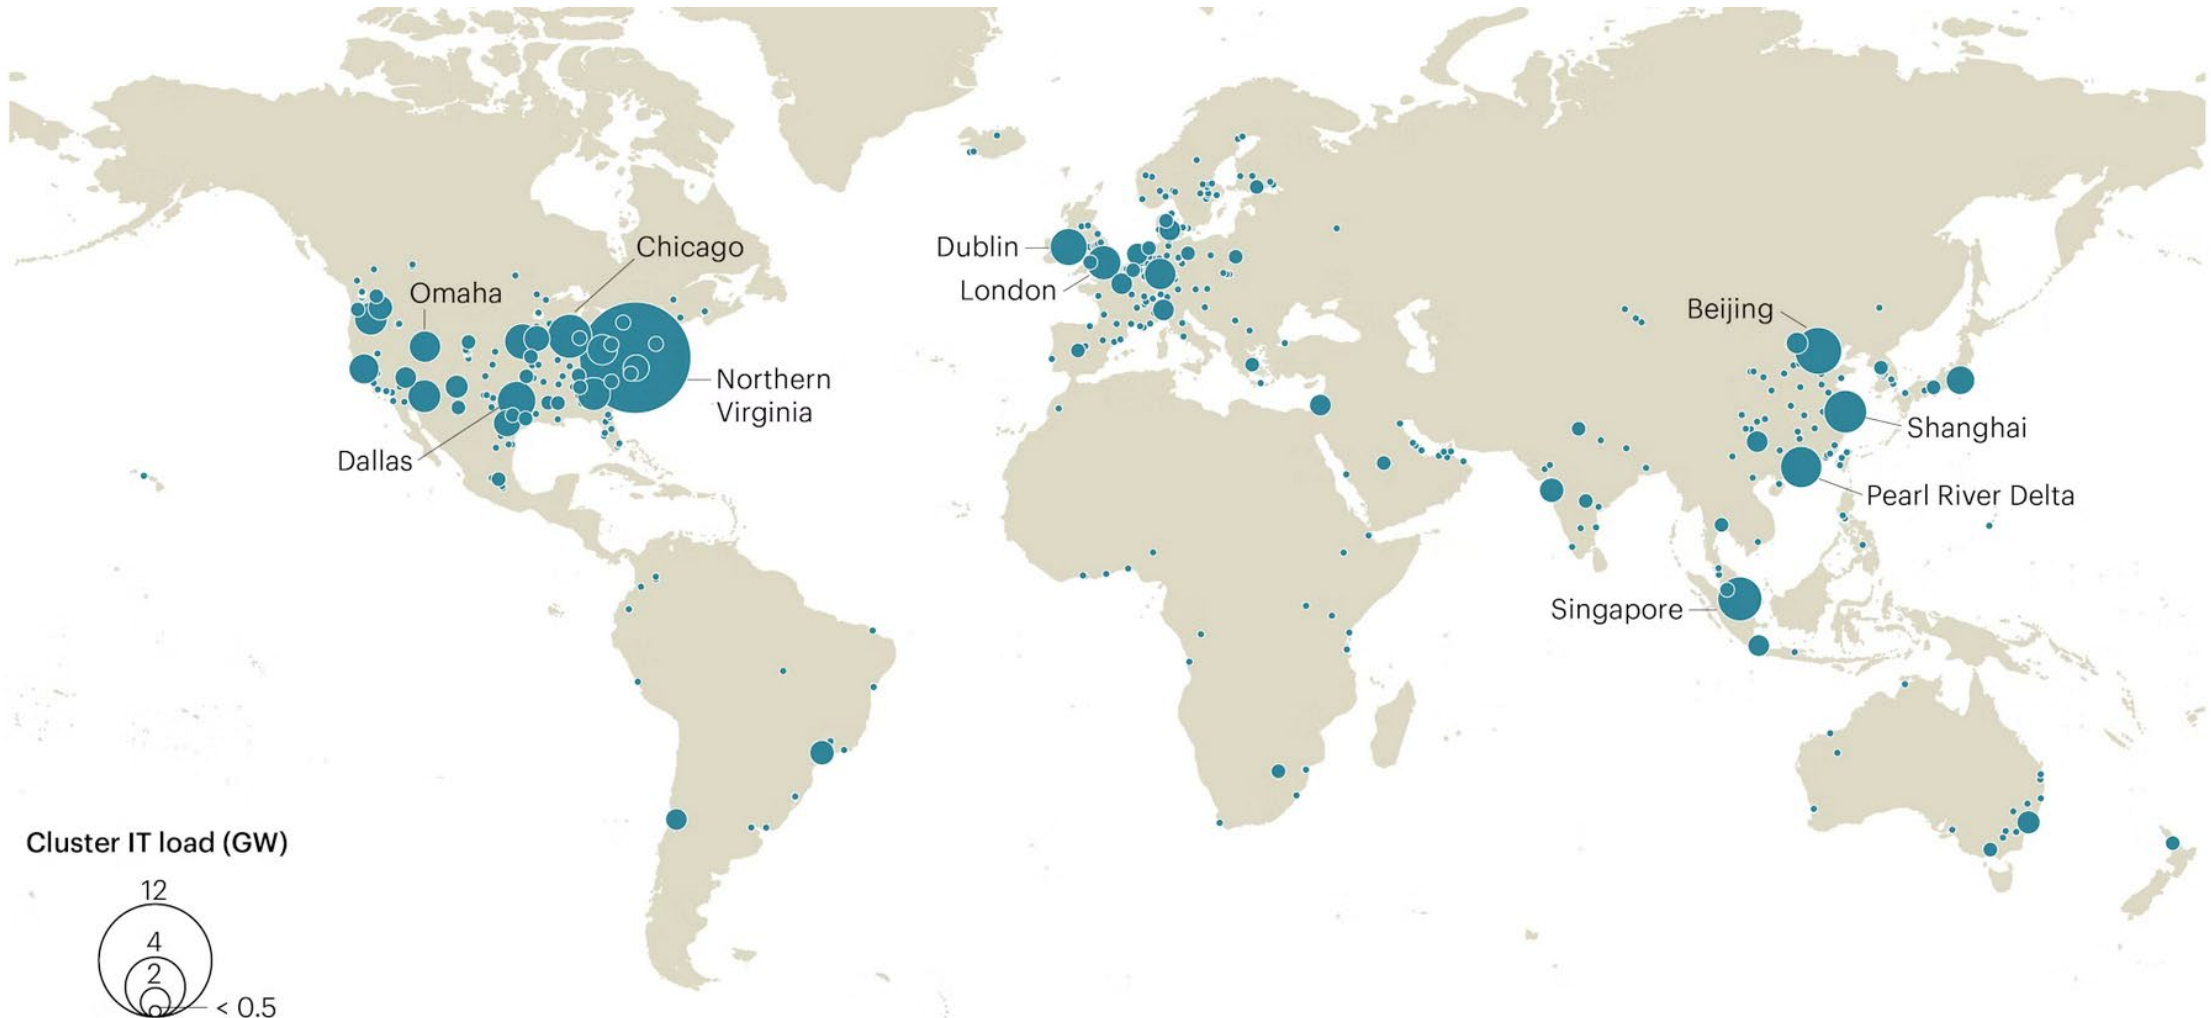 Chicago
Omaha
Northern
Virginia
Dallas
Dublin
London
Beijing
Shanghai
Pearl River Delta
Singapore
Cluster IT load (GW)
12
4
2
< 0.5